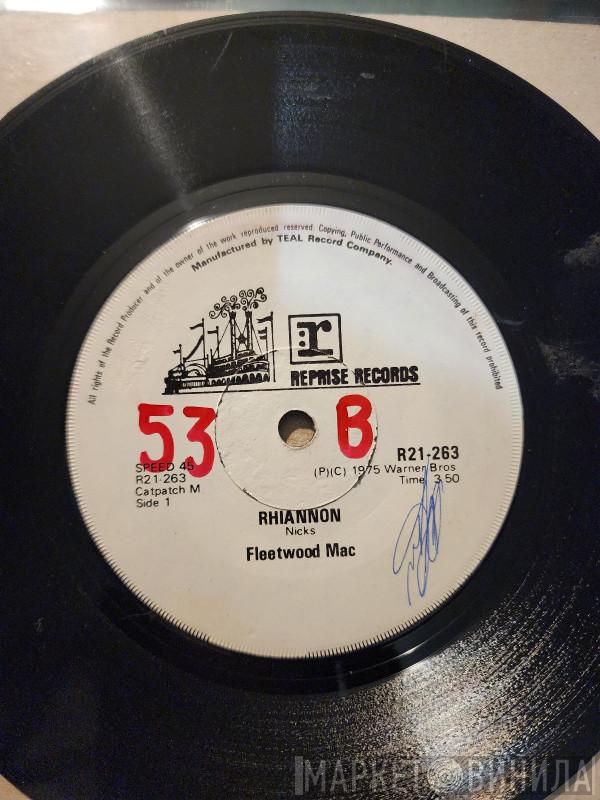 All rights of the Record Producer and of the owner of the work reproduced reserved. Copying, Public Performance and Broadcasting of this record prohibited
Manufactured by TEAL Record Company.
r
REPRISE RECORDS
53 B
SPEED 45
R21-263
Catpatch M
Side 1
R21-263
(P)(C) 1975 Warner Bros
Time 3 50
RHIANNON
Nicks
Fleetwood Mac
МАРКЕТ ВИНИЛА